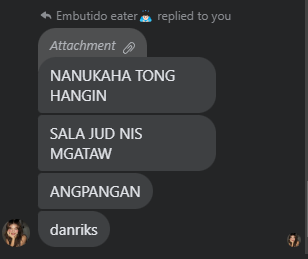 Embutido eater🤷🏻 replied to you
Attachment
NANUKAHA TONG
HANGIN
SALA JUD NIS
MGATAW
ANGPANGAN
danriks